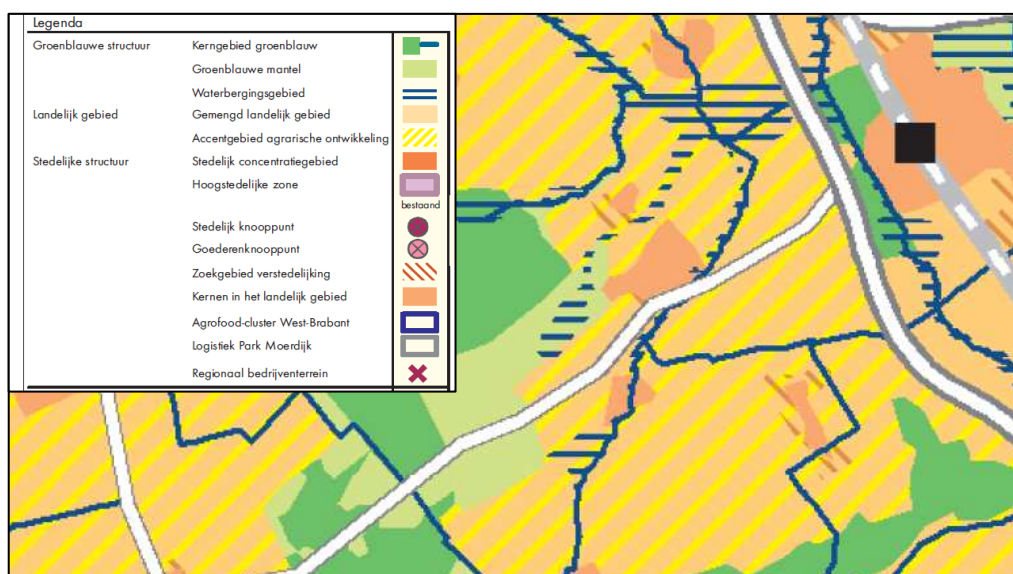 Legenda
Groenblauwe structuur Kerngebied groenblauw
Groenblauwe mantel
Waterbergingsgebied
Landelijk gebied Gemengd landelijk gebied
Accentgebied agrarische ontwikkeling
Stedelijke structuur Stedelijk concentratiegebied
Hoogstedelijke zone
bestaand
Stedelijk knooppunt
Goederenknooppunt
Zoekgebied verstedelijking
Kernen in het landelijk gebied
Agrofood-cluster West-Brabant
Logistiek Park Moerdijk
Regionaal bedrijventerrein